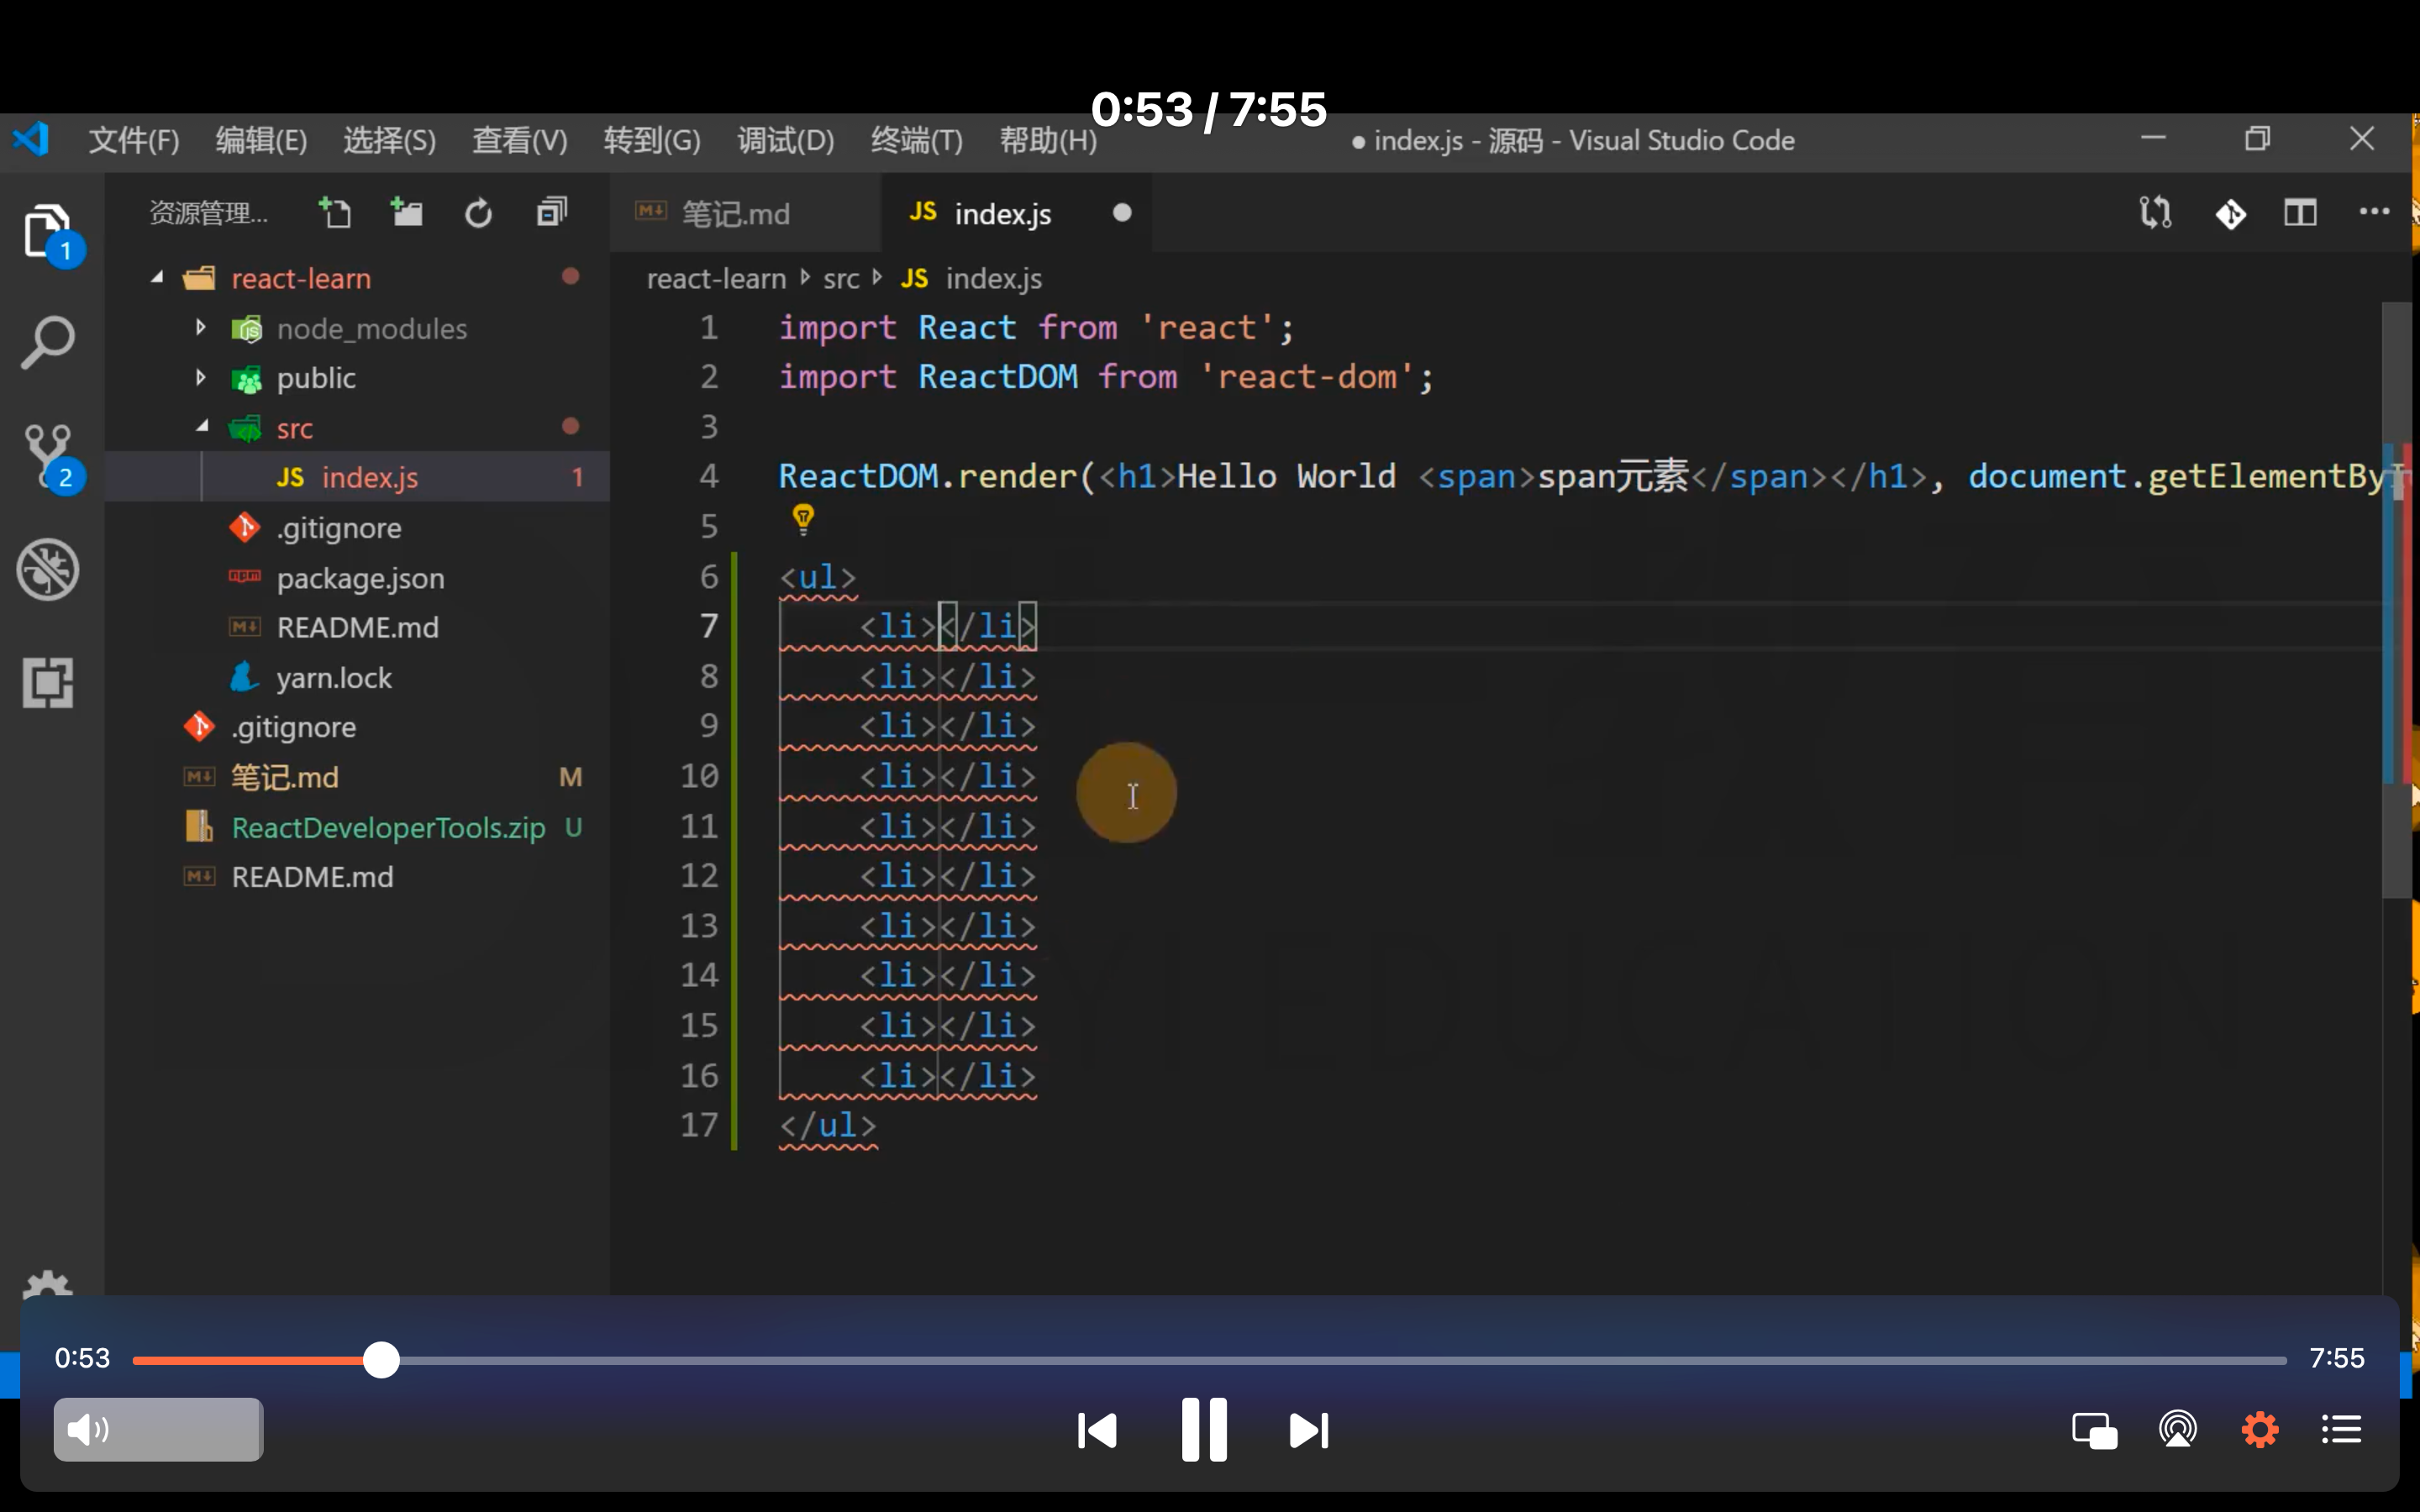 0:53 / 7:55
文件(F) 编辑(E) 选择(S) 查看(V) 转到(G) 调试(D) 终端(T) 帮助(H) ● index.js - 源码 - Visual Studio Code
资源管理...
笔记.md
JS index.js
1
react-learn
node_modules
public
src
JS index.js 1
2
.gitignore
package.json
README.md
yarn.lock
.gitignore
笔记.md M
ReactDeveloperTools.zip U
README.md
react-learn src JS index.js
1 import React from 'react';
2 import ReactDOM from 'react-dom';
3
4 ReactDOM.render(<h1>Hello World <span>span元素</span></h1>, document.getElementBy
5
6 <ul>
7 <li></li>
8 <li></li>
9 <li></li>
10 <li></li>
11 <li></li>
12 <li></li>
13 <li></li>
14 <li></li>
15 <li></li>
16 <li></li>
17 </ul>
0:53
7:55